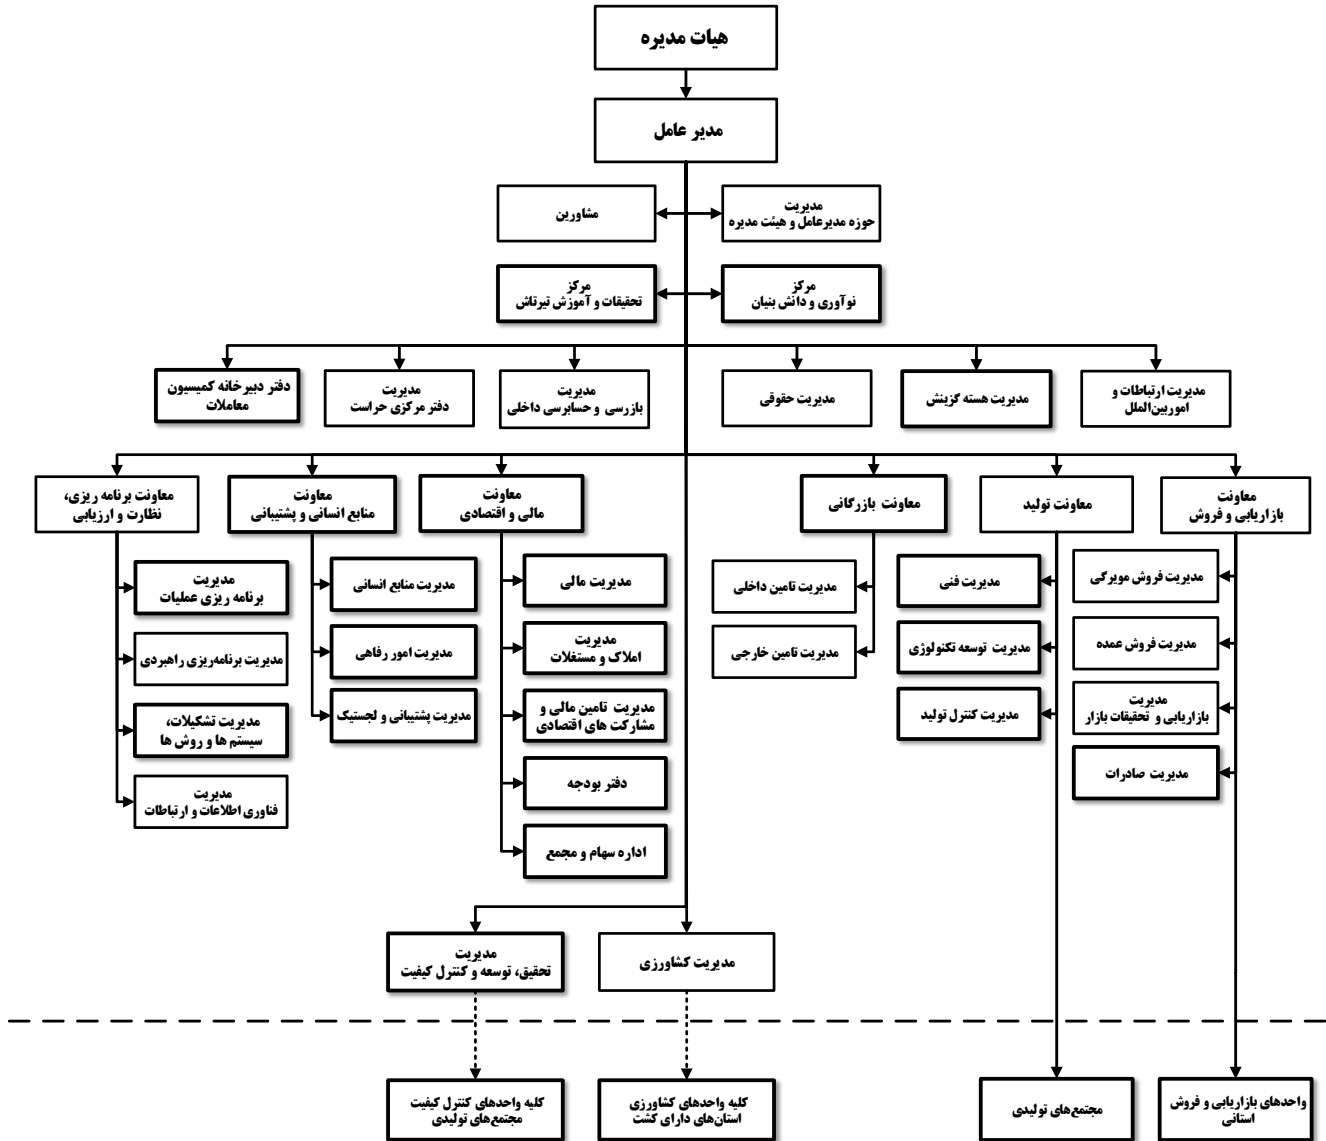 هیات مدیره
مدیر عامل
مدیریت
حوزه مدیرعامل و هیئت مدیره
مشاورین
مرکز
نوآوری و دانش بنیان
مرکز
تحقیقات و آموزش تیرتاش
مدیریت ارتباطات و
اموربین‌الملل
مدیریت هسته گزینش
مدیریت حقوقی
مدیریت
بازرسی و حسابرسی داخلی
مدیریت
دفتر مرکزی حراست
دفتر دبیرخانه کمیسیون
معاملات
معاونت
بازاریابی و فروش
معاونت تولید
معاونت بازرگانی
معاونت
مالی و اقتصادی
معاونت
منابع انسانی و پشتیبانی
معاونت برنامه ریزی،
نظارت و ارزیابی
مدیریت فروش مویرگی
مدیریت فروش عمده
مدیریت
بازاریابی و تحقیقات بازار
مدیریت صادرات
مدیریت فنی
مدیریت توسعه تکنولوژی
مدیریت کنترل تولید
مدیریت تامین داخلی
مدیریت تامین خارجی
مدیریت مالی
مدیریت
املاک و مستغلات
مدیریت تامین مالی و
مشارکت های اقتصادی
دفتر بودجه
اداره سهام و مجمع
مدیریت منابع انسانی
مدیریت امور رفاهی
مدیریت پشتیبانی و لجستیک
مدیریت
برنامه ریزی عملیات
مدیریت برنامه‌ریزی راهبردی
مدیریت تشکیلات،
سیستم ها و روش ها
مدیریت
فناوری اطلاعات و ارتباطات
مدیریت کشاورزی
مدیریت
تحقیق، توسعه و کنترل کیفیت
واحدهای بازاریابی و فروش
استانی
مجتمع‌های تولیدی
کلیه واحدهای کشاورزی
استان‌های دارای کشت
کلیه واحدهای کنترل کیفیت
مجتمع‌های تولیدی